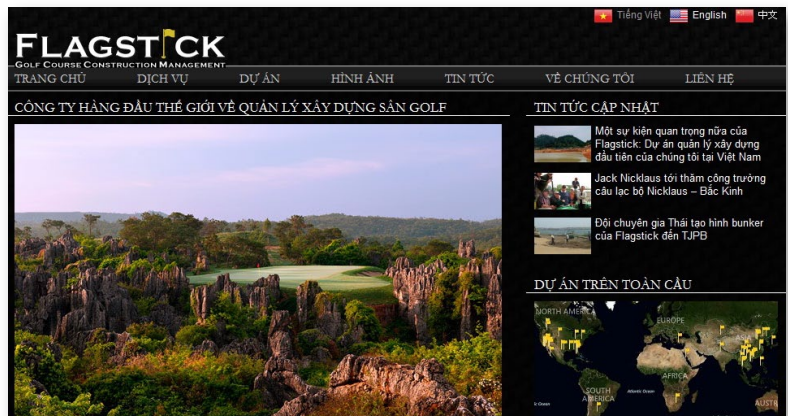 Tiếng Việt English 中文
FLAGSTICK
GOLF COURSE CONSTRUCTION MANAGEMENT
TRANG CHỦ DỊCH VỤ DỰ ÁN HÌNH ẢNH TIN TỨC VỀ CHÚNG TÔI LIÊN HỆ
CÔNG TY HÀNG ĐẦU THẾ GIỚI VỀ QUẢN LÝ XÂY DỰNG SÂN GOLF
TIN TỨC CẬP NHẬT
Một sự kiện quan trọng nữa của
Flagstick: Dự án quản lý xây dựng
đầu tiên của chúng tôi tại Việt Nam
Jack Nicklaus tới thăm công trường
câu lạc bộ Nicklaus – Bắc Kinh
Đội chuyên gia Thái tạo hình bunker
của Flagstick đến TJPB
DỰ ÁN TRÊN TOÀN CẦU
NORTH AMERICA
EUROPE
AFRICA
SOUTH
AMERICA
Atlantic Ocean
AUSTR